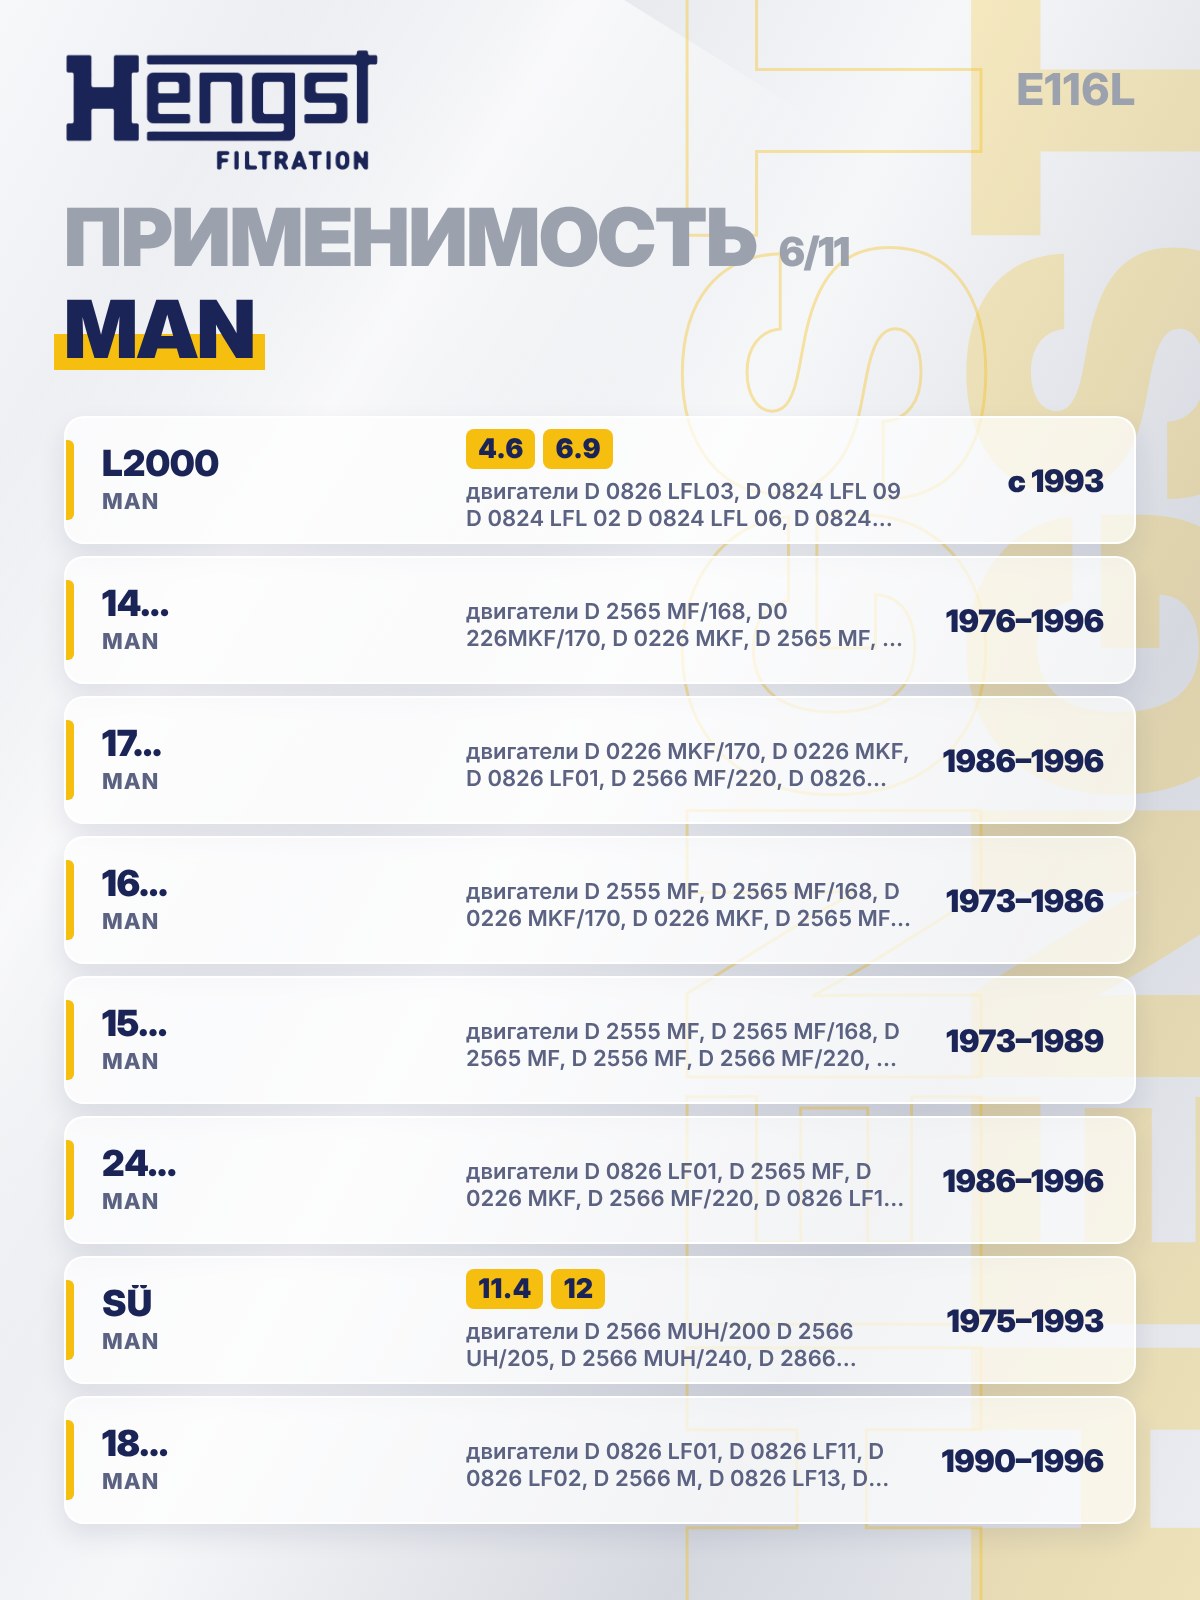 Hengst
FILTRATION
E116L
ПРИМЕНИМОСТЬ 6/11
MAN
L2000
MAN
4.6 6.9
двигатели D 0826 LFL03, D 0824 LFL 09
D 0824 LFL 02 D 0824 LFL 06, D 0824...
с 1993
14...
MAN
двигатели D 2565 MF/168, D0
226MKF/170, D 0226 MKF, D 2565 MF, ...
1976–1996
17...
MAN
двигатели D 0226 MKF/170, D 0226 MKF,
D 0826 LF01, D 2566 MF/220, D 0826...
1986–1996
16...
MAN
двигатели D 2555 MF, D 2565 MF/168, D
0226 MKF/170, D 0226 MKF, D 2565 MF...
1973–1986
15...
MAN
двигатели D 2555 MF, D 2565 MF/168, D
2565 MF, D 2556 MF, D 2566 MF/220, ...
1973–1989
24...
MAN
двигатели D 0826 LF01, D 2565 MF, D
0226 MKF, D 2566 MF/220, D 0826 LF1...
1986–1996
SÜ
MAN
11.4 12
двигатели D 2566 MUH/200 D 2566
UH/205, D 2566 MUH/240, D 2866...
1975–1993
18...
MAN
двигатели D 0826 LF01, D 0826 LF11, D
0826 LF02, D 2566 M, D 0826 LF13, D...
1990–1996
HENGST
HENGST